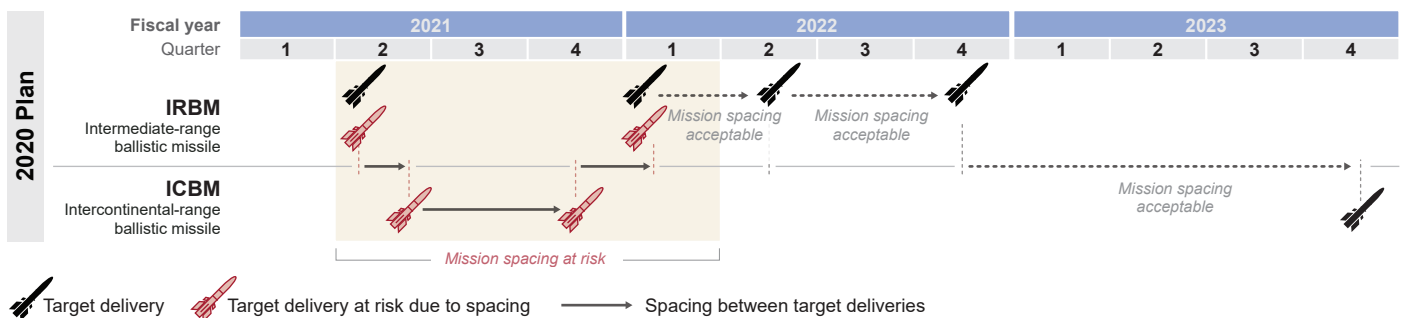 Fiscal year 2021 2022 2023
Quarter 1 2 3 4 1 2 3 4 1 2 3 4
2020 Plan
IRBM
Intermediate-range
ballistic missile
Mission spacing
acceptable
Mission spacing
acceptable
ICBM
Intercontinental-range
ballistic missile
Mission spacing
acceptable
Mission spacing at risk
Target delivery
Target delivery at risk due to spacing
Spacing between target deliveries